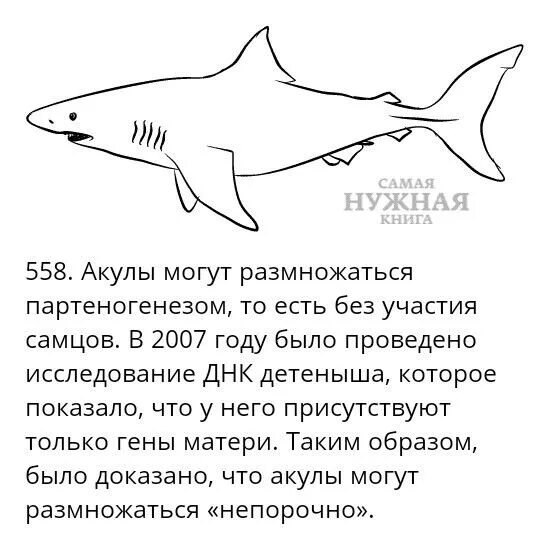 САМАЯ
НУЖНАЯ
КНИГА
558. Акулы могут размножаться
партеногенезом, то есть без участия
самцов. В 2007 году было проведено
исследование ДНК детеныша, которое
показало, что у него присутствуют
только гены матери. Таким образом,
было доказано, что акулы могут
размножаться «непорочно».